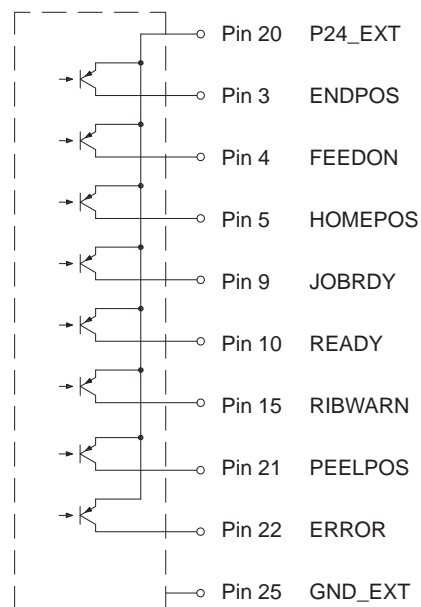 Pin 20 P24_EXT
Pin 3 ENDPOS
Pin 4 FEEDON
Pin 5 HOMEPOS
Pin 9 JOBRDY
Pin 10 READY
Pin 15 RIBWARN
Pin 21 PEELPOS
Pin 22 ERROR
Pin 25 GND_EXT